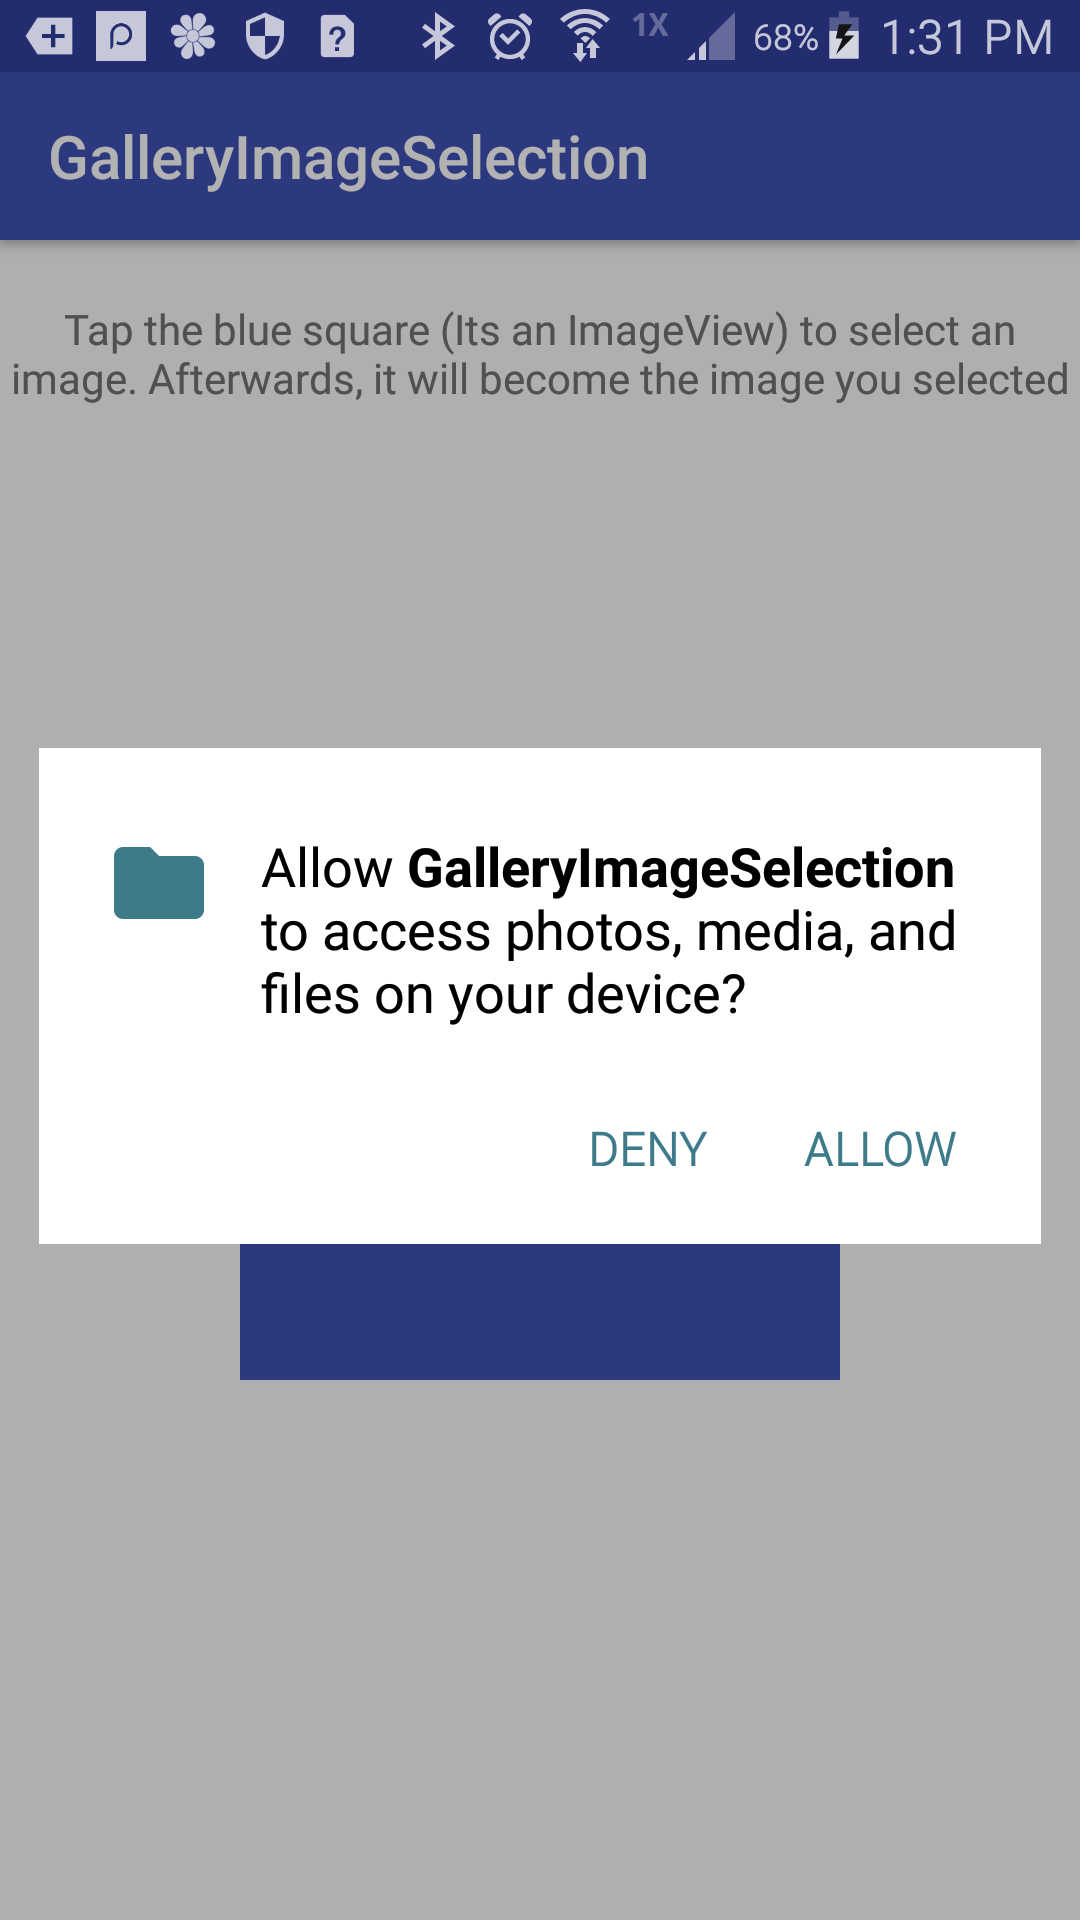 1X 68% 1:31 PM
GalleryImageSelection
Tap the blue square (Its an ImageView) to select an
image. Afterwards, it will become the image you selected
Allow GalleryImageSelection
to access photos, media, and
files on your device?
DENY ALLOW